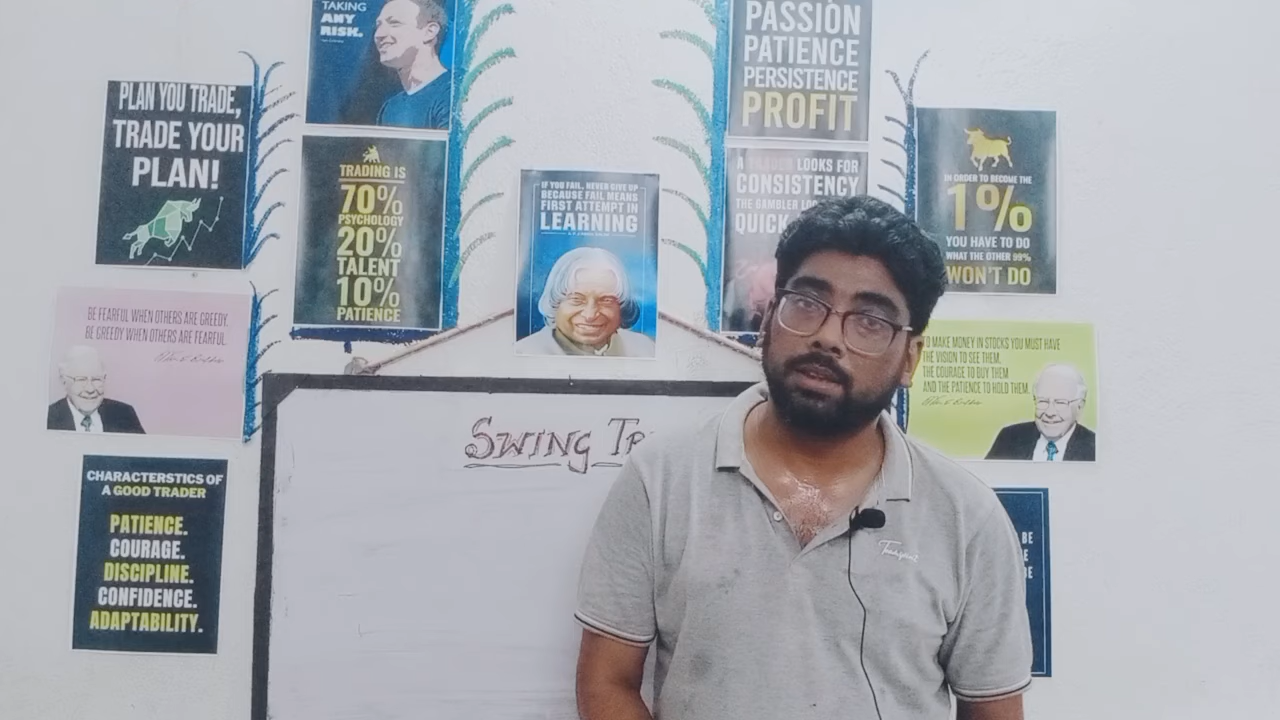 TAKING
ANY
RISK.
PLAN YOU TRADE,
TRADE YOUR
PLAN!
TRADING IS
70%
PSYCHOLOGY
20%
TALENT
10%
PATIENCE
IF YOU FAIL, NEVER GIVE UP
BECAUSE FAIL MEANS
FIRST ATTEMPT IN
LEARNING
PASSION
PATIENCE
PERSISTENCE
PROFIT
A LOOKS FOR
CONSISTENCY
THE GAMBLER
QUICK
IN ORDER TO BECOME THE
1%
YOU HAVE TO DO
WHAT THE OTHER 99%
WON'T DO
BE FEARFUL WHEN OTHERS ARE GREEDY.
BE GREEDY WHEN OTHERS ARE FEARFUL.
TO MAKE MONEY IN STOCKS YOU MUST HAVE
THE VISION TO SEE THEM.
THE COURAGE TO BUY THEM
AND THE PATIENCE TO HOLD THEM.
SWING TR
CHARACTERSTICS OF
A GOOD TRADER
PATIENCE.
COURAGE.
DISCIPLINE.
CONFIDENCE.
ADAPTABILITY.
BE